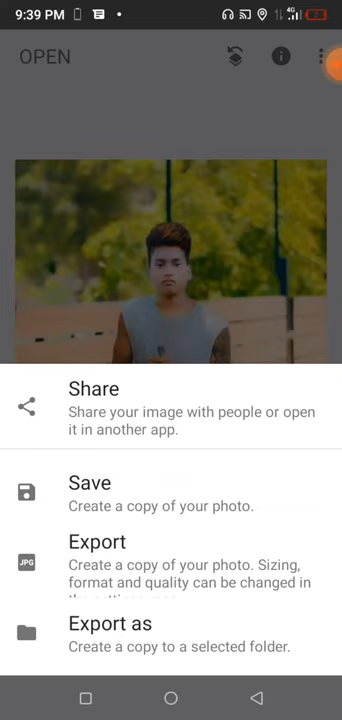 9:39 PM
4G
7
OPEN
Share
Share your image with people or open
it in another app.
Save
Create a copy of your photo.
JPG
Export
Create a copy of your photo. Sizing,
format and quality can be changed in
Export as
Create a copy to a selected folder.